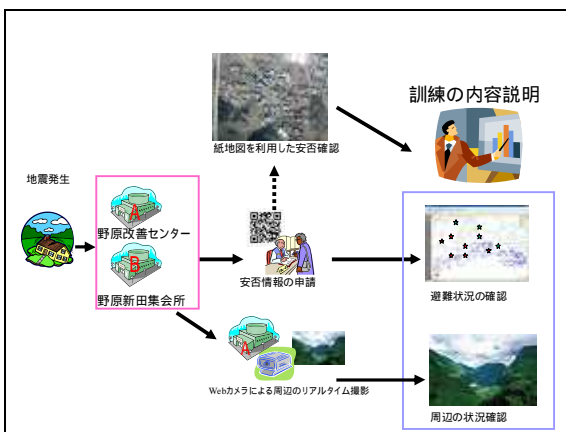 訓練の内容説明
紙地図を利用した安否確認
地震発生
A
野原改善センター
B
野原新田集会所
安否情報の申請
避難状況の確認
A
Webカメラによる周辺のリアルタイム撮影
周辺の状況確認